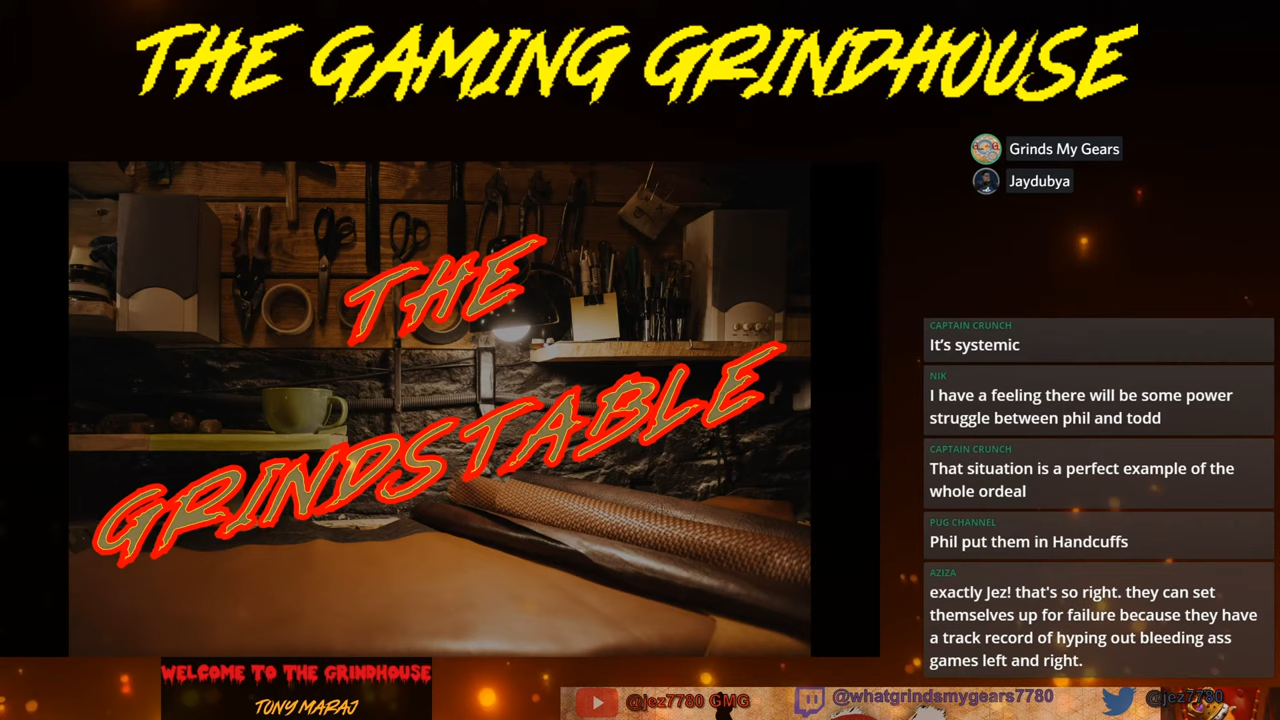 THE GAMING GRINDHOUSE
Grinds My Gears
Jaydubya
THE
GRINDSTABLE
CAPTAIN CRUNCH
It's systemic
NIK
I have a feeling there will be some power
struggle between phil and todd
CAPTAIN CRUNCH
That situation is a perfect example of the
whole ordeal
PUG CHANNEL
Phil put them in Handcuffs
AZIZA
exactly Jez! that's so right. they can set
themselves up for failure because they have
a track record of hyping out bleeding ass
games left and right.
WELCOME TO THE GRINDHOUSE
TONY MARAJ
@jez7780 GMG
@whatgrindsmygears7780
@jez7780